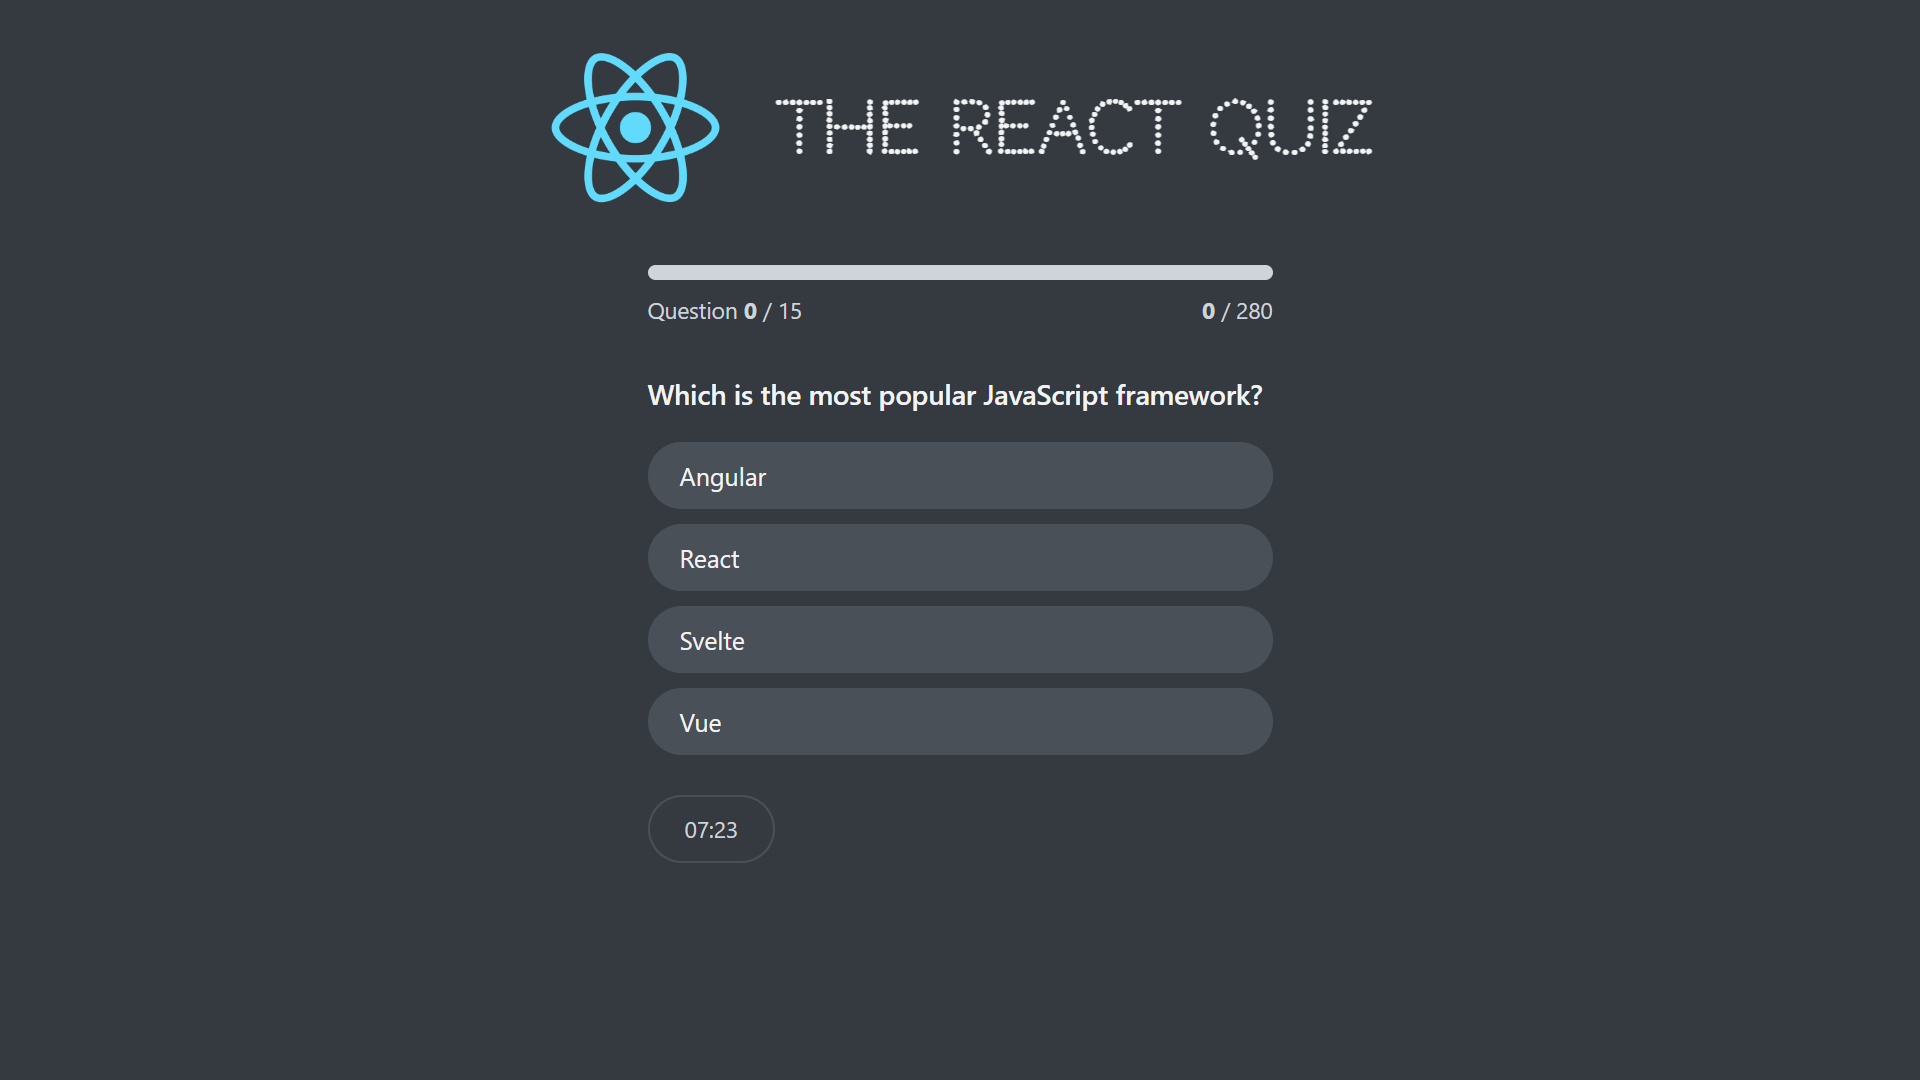 THE REACT QUIZ
Question 0 / 15
0 / 280
Which is the most popular JavaScript framework?
Angular
React
Svelte
Vue
07:23